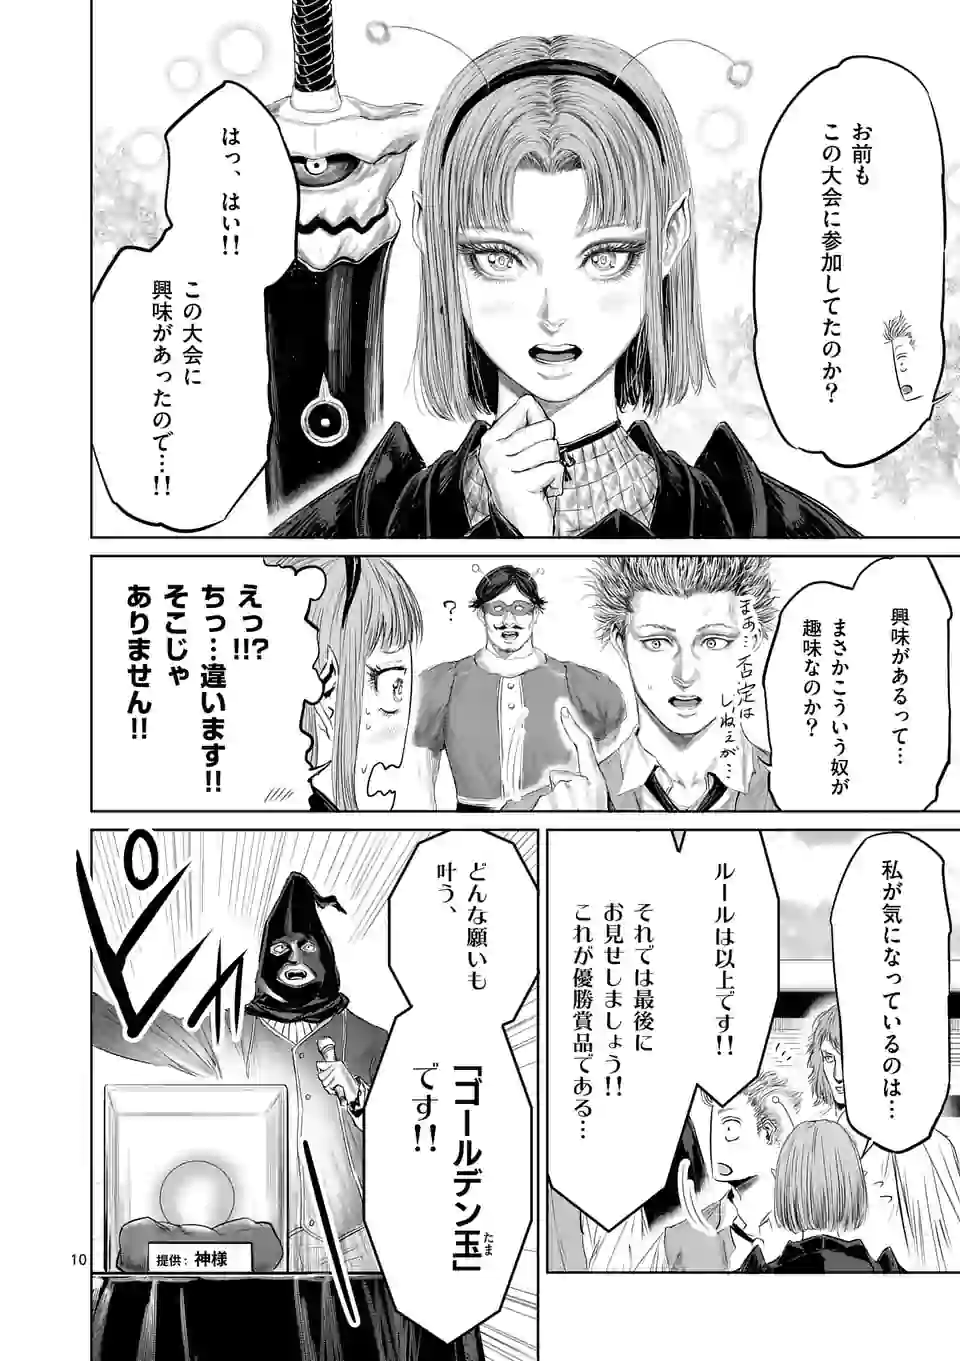 お前も
この大会に参加してたのか？
はっ、はい!!
この大会に
興味があったので…!!
興味があるって…
まさかこういう奴が
趣味なのか？
まあ…否定は
しねえが…
？
えっ!!?
ちっ…違います!!
そこじゃ
ありません!!
私が気になっているのは…
ルールは以上です!!
それでは最後に
お見せしましょう!!
これが優勝賞品である…
どんな願いも
叶う、
「ゴールデン玉」
たま
です!!
ピカ
提供：神様
10